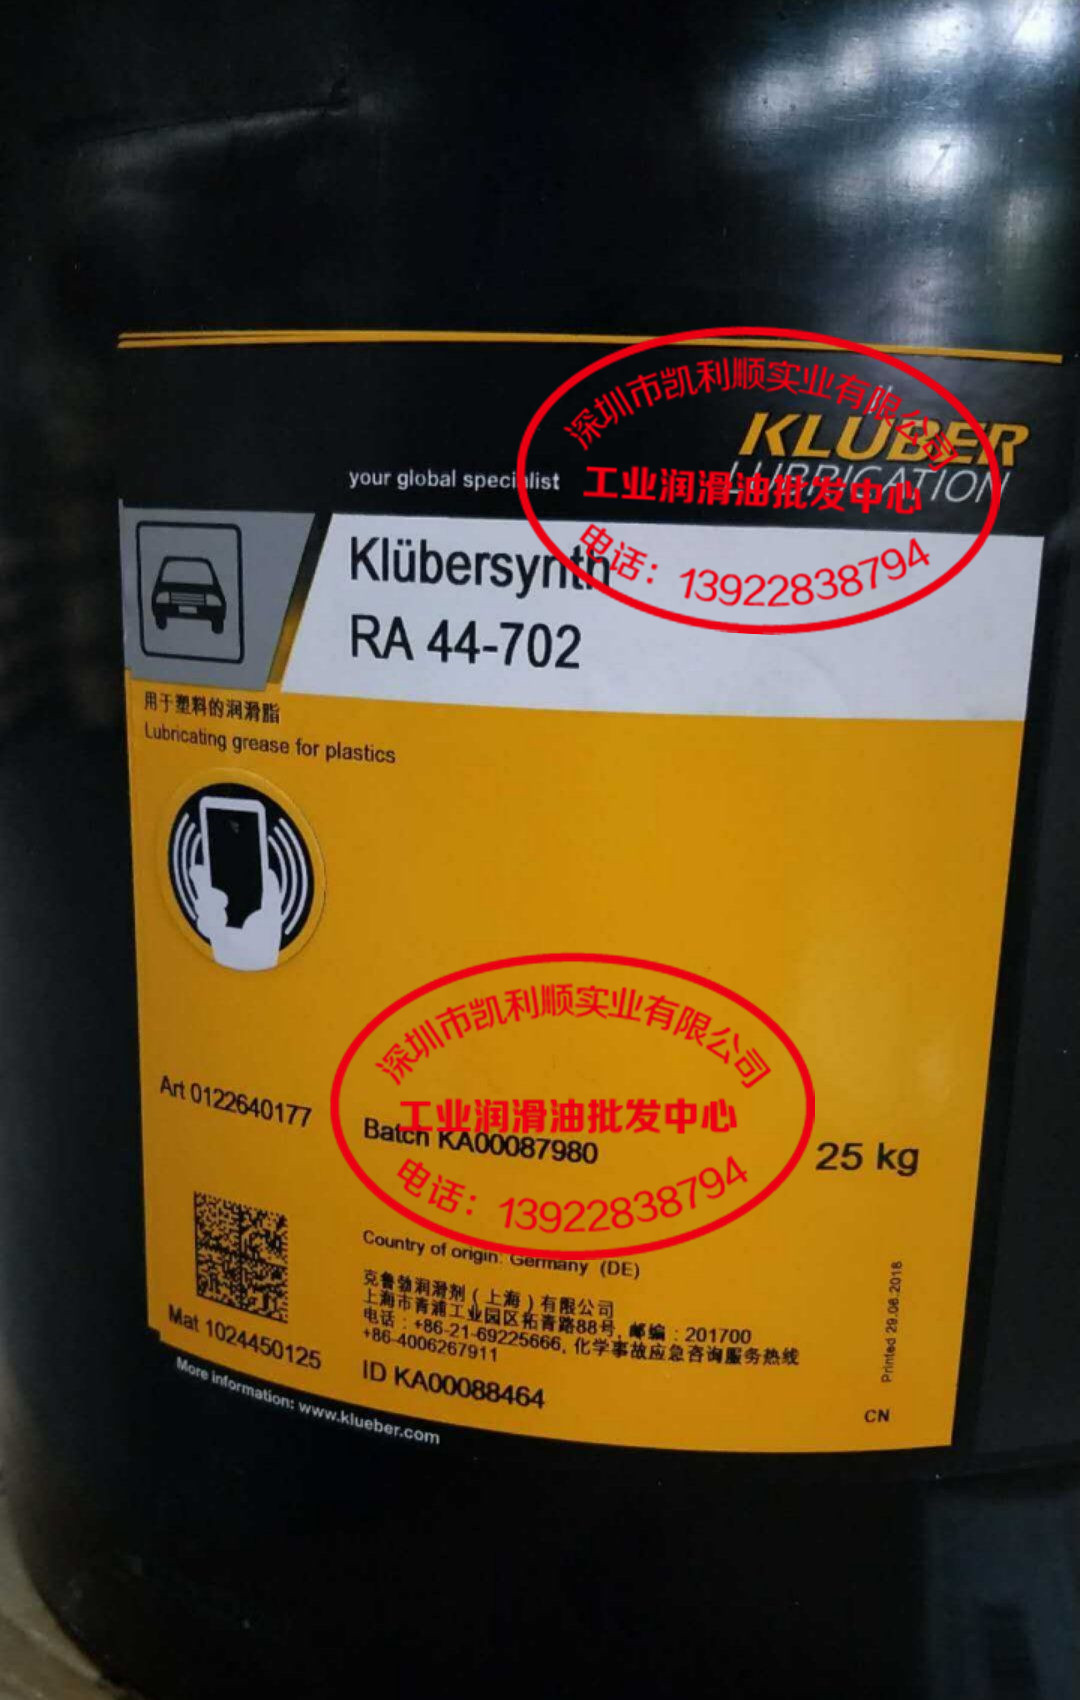 深圳市凯利顺实业有限公司
KLÜBER
LUBRICATION
your global specialist
工业润滑油批发中心
电话：13922838794
Klübersynth
RA 44-702
用于塑料的润滑脂
Lubricating grease for plastics
深圳市凯利顺实业有限公司
工业润滑油批发中心
电话：13922838794
Art 0122640177
Batch KA00087980
25 kg
Country of origin: Germany (DE)
克鲁勃润滑剂（上海）有限公司
上海市青浦工业园区拓青路88号, 邮编：201700
电话：+86-21-69225666, 化学事故应急咨询服务热线
+86-4006267911
Mat 1024450125
ID KA00088464
Printed 29.08.2018
CN
More information: www.klueber.com